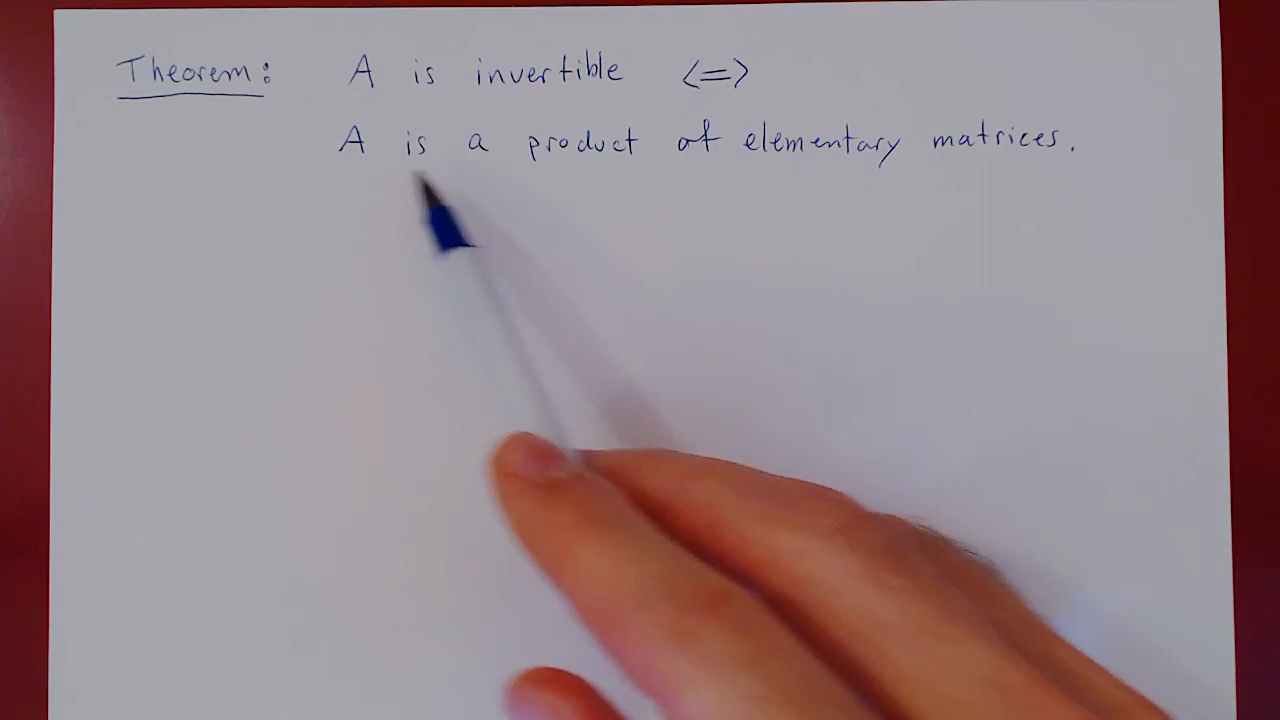 Theorem: A is invertible <=>
A is a product of elementary matrices.